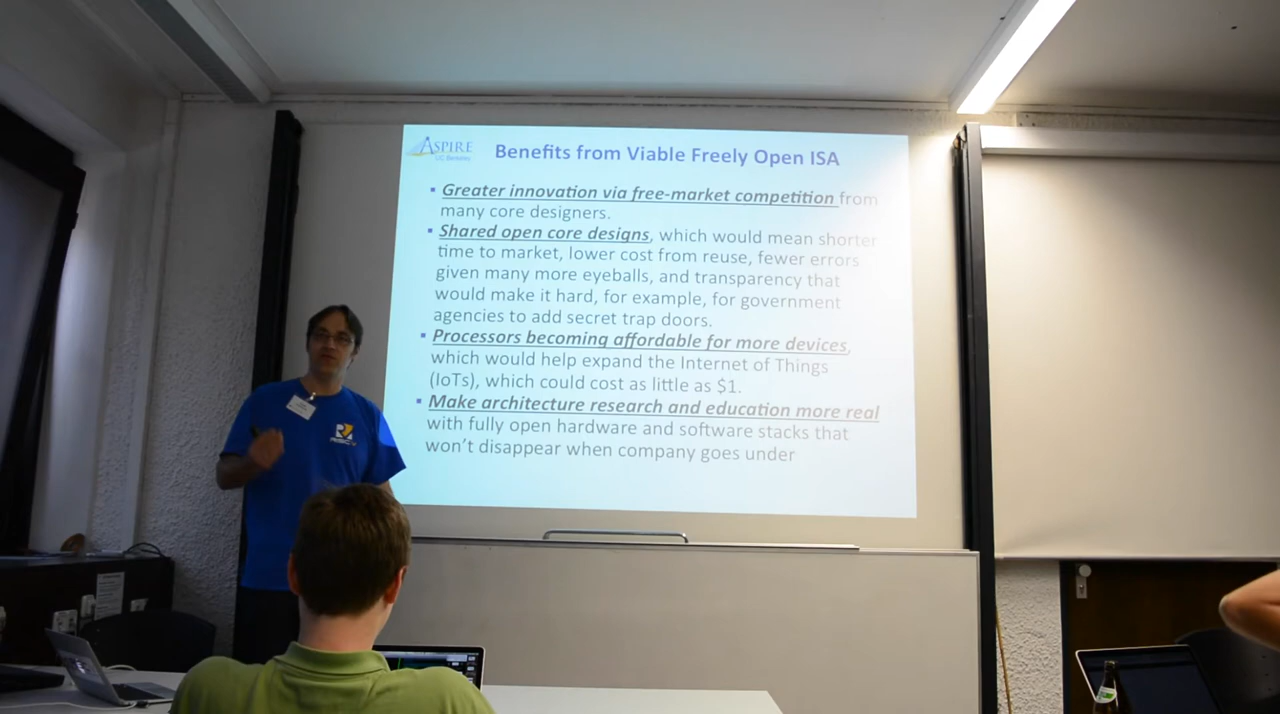 ASPIRE
UC Berkeley
Benefits from Viable Freely Open ISA
▪ Greater innovation via free-market competition from
many core designers.
▪ Shared open core designs, which would mean shorter
time to market, lower cost from reuse, fewer errors
given many more eyeballs, and transparency that
would make it hard, for example, for government
agencies to add secret trap doors.
▪ Processors becoming affordable for more devices,
which would help expand the Internet of Things
(IoTs), which could cost as little as $1.
▪ Make architecture research and education more real
with fully open hardware and software stacks that
won't disappear when company goes under